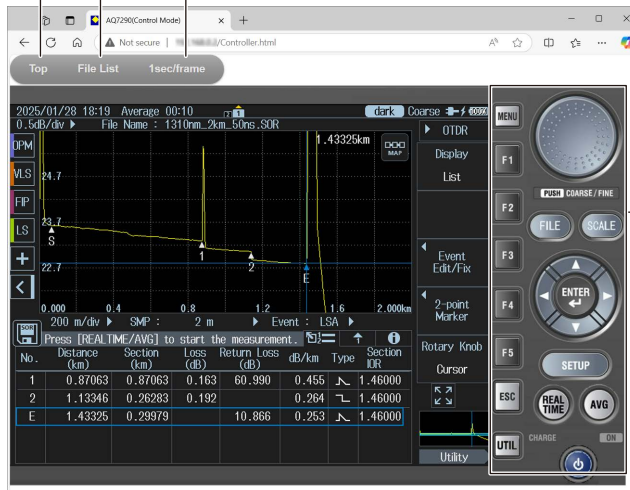 AQ7290(Control Mode)
Not secure
/Controller.html
Top File List 1sec/frame
2025/01/28 18:19 Average 00:10 dark Coarse
0.5dB/div File Name : 1310nm_2km_50ns.SOR
OTDR
1.43325km
MAP
Display
List
OPM
VLS
FIP
LS
24.7
23.7
22.7
S
1
2
E
Event
Edit/Fix
2-point
Marker
0.000 0.4 0.8 1.2 1.6 2.000km
200 m/div SMP : 2 m Event : LSA
SOR
Press [REALTIME/AVG] to start the measurement.
Rotary Knob
Cursor
No. Distance (km) Section (km) Loss (dB) Return Loss (dB) dB/km Type Section IOR
1 0.87063 0.87063 0.163 60.990 0.455 1.46000
2 1.13346 0.26283 0.192 0.264 1.46000
E 1.43325 0.29979 10.866 0.253 1.46000
Utility
MENU
F1
PUSH COARSE / FINE
F2
FILE SCALE
F3
ENTER
F4
F5
SETUP
ESC
REAL TIME
AVG
UTIL
CHARGE
ON